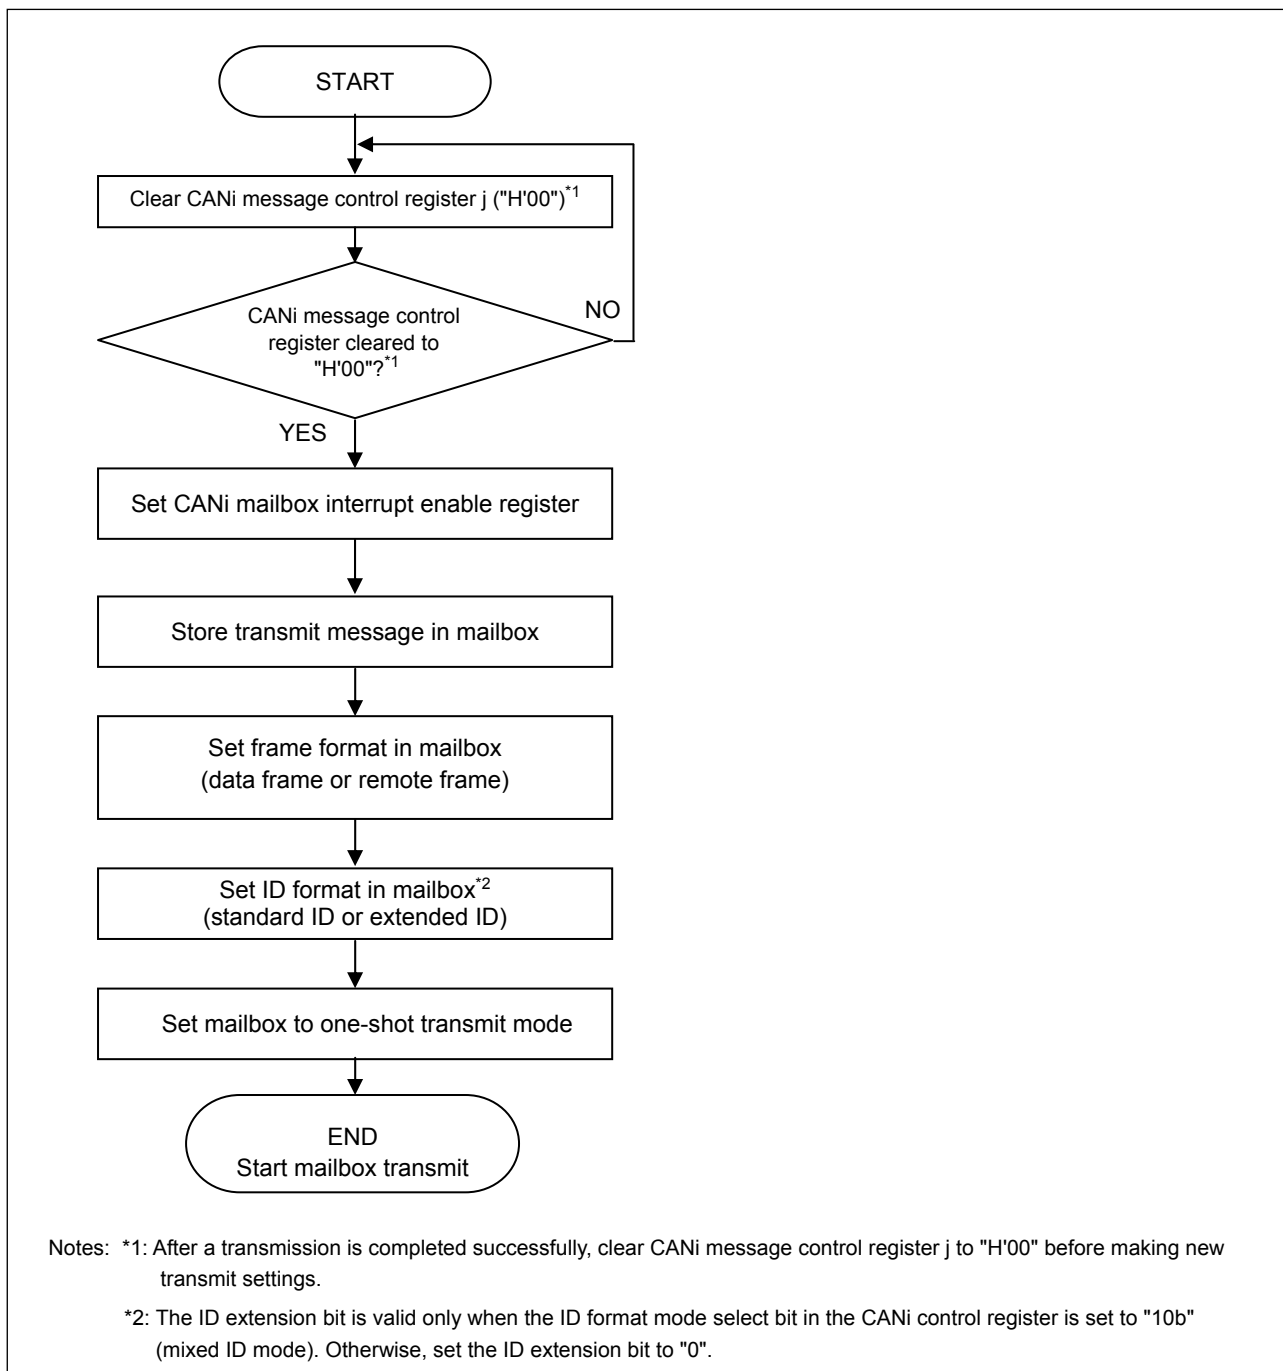 START
Clear CANi message control register j ("H'00")*1
CANi message control
register cleared to
"H'00"?*1
NO
YES
Set CANi mailbox interrupt enable register
Store transmit message in mailbox
Set frame format in mailbox
(data frame or remote frame)
Set ID format in mailbox*2
(standard ID or extended ID)
Set mailbox to one-shot transmit mode
END
Start mailbox transmit
Notes: *1: After a transmission is completed successfully, clear CANi message control register j to "H'00" before making new
transmit settings.
*2: The ID extension bit is valid only when the ID format mode select bit in the CANi control register is set to "10b"
(mixed ID mode). Otherwise, set the ID extension bit to "0".